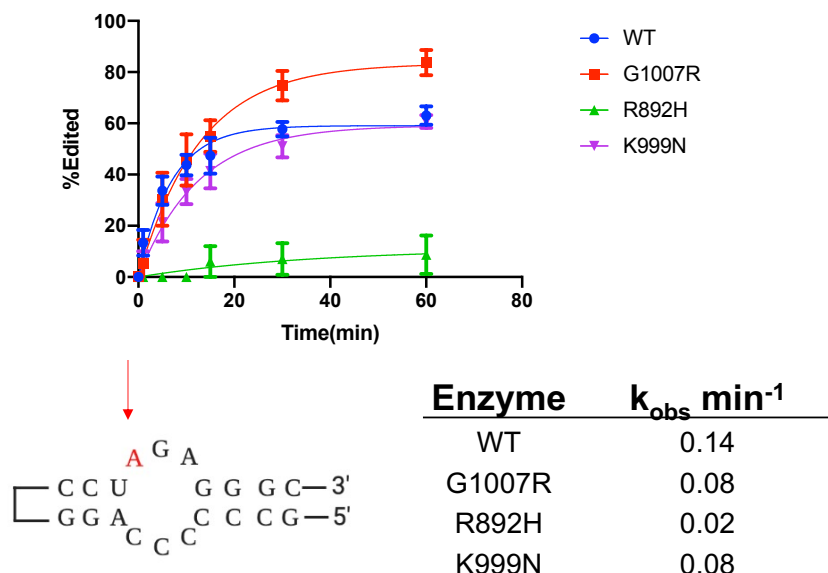 100
80
60
40
20
0
%Edited
0 20 40 60 80
Time(min)
WT
G1007R
R892H
K999N
A G A
C C U G G G C 3'
G G A C C C G 5'
C C C
Enzyme kobs min-1
WT 0.14
G1007R 0.08
R892H 0.02
K999N 0.08